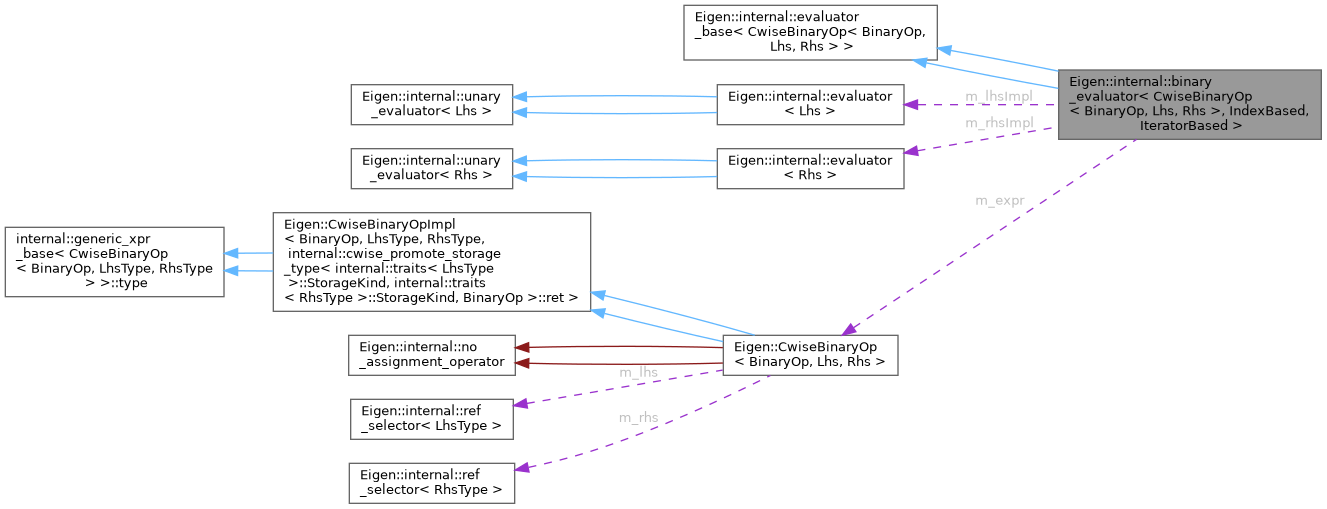 Eigen::internal::evaluator
_base< CwiseBinaryOp< BinaryOp,
Lhs, Rhs > >
Eigen::internal::binary
_evaluator< CwiseBinaryOp
< BinaryOp, Lhs, Rhs >, IndexBased,
IteratorBased >
Eigen::internal::unary
_evaluator< Lhs >
Eigen::internal::evaluator
< Lhs >
m_lhsImpl
m_rhsImpl
Eigen::internal::unary
_evaluator< Rhs >
Eigen::internal::evaluator
< Rhs >
m_expr
internal::generic_xpr
_base< CwiseBinaryOp
< BinaryOp, LhsType, RhsType
> >::type
Eigen::CwiseBinaryOpImpl
< BinaryOp, LhsType, RhsType,
internal::cwise_promote_storage
_type< internal::traits< LhsType
>::StorageKind, internal::traits
< RhsType >::StorageKind, BinaryOp >::ret >
Eigen::internal::no
_assignment_operator
Eigen::CwiseBinaryOp
< BinaryOp, Lhs, Rhs >
m_lhs
Eigen::internal::ref
_selector< LhsType >
m_rhs
Eigen::internal::ref
_selector< RhsType >